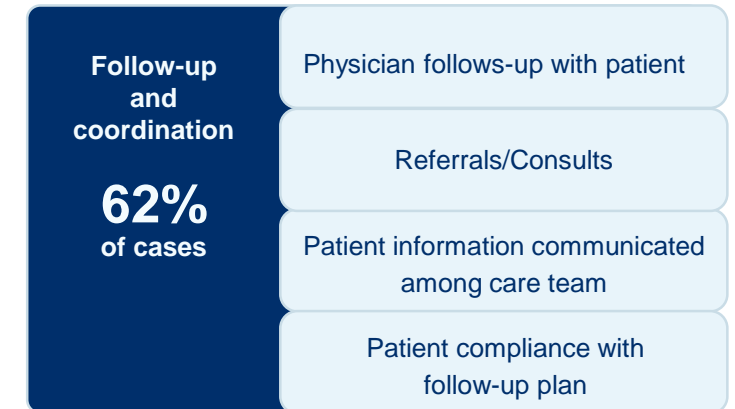 Follow-up
and
coordination
62%
of cases
Physician follows-up with patient
Referrals/Consults
Patient information communicated
among care team
Patient compliance with
follow-up plan